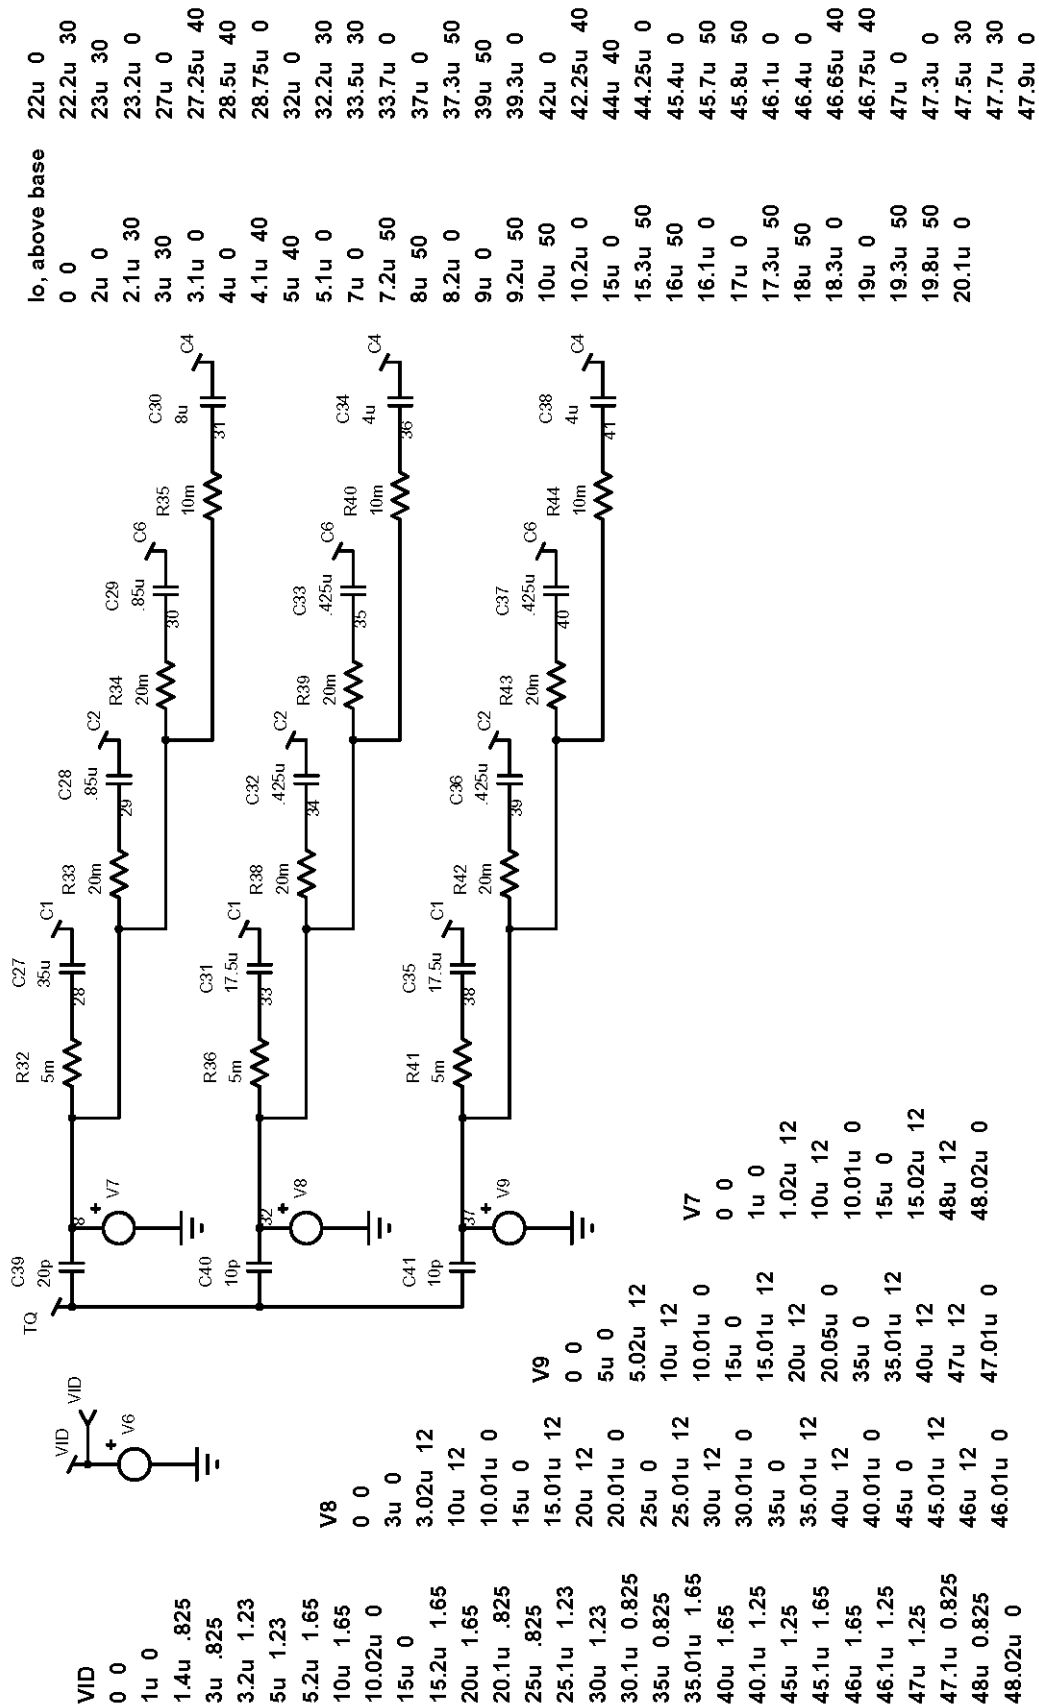 VID
0 0
1u 0
1.4u .825
3u .825
3.2u 1.23
5u 1.23
5.2u 1.65
10u 1.65
10.02u 0
15u 0
15.2u 1.65
20u 1.65
20.1u .825
25u .825
25.1u 1.23
30u 1.23
30.1u 0.825
35u 0.825
35.01u 1.65
40u 1.65
40.1u 1.25
45u 1.25
45.1u 1.65
46u 1.65
46.1u 1.25
47u 1.25
47.1u 0.825
48u 0.825
48.02u 0
VID
VID
V6
+
V8
0 0
3u 0
3.02u 12
10u 12
10.01u 0
15u 0
15.01u 12
20u 12
20.01u 0
25u 0
25.01u 12
30u 12
30.01u 0
35u 0
35.01u 12
40u 12
40.01u 0
45u 0
45.01u 12
46u 12
46.01u 0
V9
0 0
5u 0
5.02u 12
10u 12
10.01u 0
15u 0
15.01u 12
20u 12
20.05u 0
35u 0
35.01u 12
40u 12
47u 12
47.01u 0
V7
0 0
1u 0
1.02u 12
10u 12
10.01u 0
15u 0
15.02u 12
48u 12
48.02u 0
TQ
C39
20p
8
+
V7
R32
5m
28
C27
35u
C1
R33
20m
29
C28
.85u
C2
R34
20m
30
C29
.85u
C6
R35
10m
31
C30
8u
C4
C40
10p
32
+
V8
R36
5m
33
C31
17.5u
C1
R38
20m
34
C32
.425u
C2
R39
20m
35
C33
.425u
C6
R40
10m
36
C34
4u
C4
C41
10p
37
+
V9
R41
5m
38
C35
17.5u
C1
R42
20m
39
C36
.425u
C2
R43
20m
40
C37
.425u
C6
R44
10m
41
C38
4u
C4
Io, above base
0 0
2u 0
2.1u 30
3u 30
3.1u 0
4u 0
4.1u 40
5u 40
5.1u 0
7u 0
7.2u 50
8u 50
8.2u 0
9u 0
9.2u 50
10u 50
10.2u 0
15u 0
15.3u 50
16u 50
16.1u 0
17u 0
17.3u 50
18u 50
18.3u 0
19u 0
19.3u 50
19.8u 50
20.1u 0
22u 0
22.2u 30
23u 30
23.2u 0
27u 0
27.25u 40
28.5u 40
28.75u 0
32u 0
32.2u 30
33.5u 30
33.7u 0
37u 0
37.3u 50
39u 50
39.3u 0
42u 0
42.25u 40
44u 40
44.25u 0
45.4u 0
45.7u 50
45.8u 50
46.1u 0
46.4u 0
46.65u 40
46.75u 40
47u 0
47.3u 0
47.5u 30
47.7u 30
47.9u 0